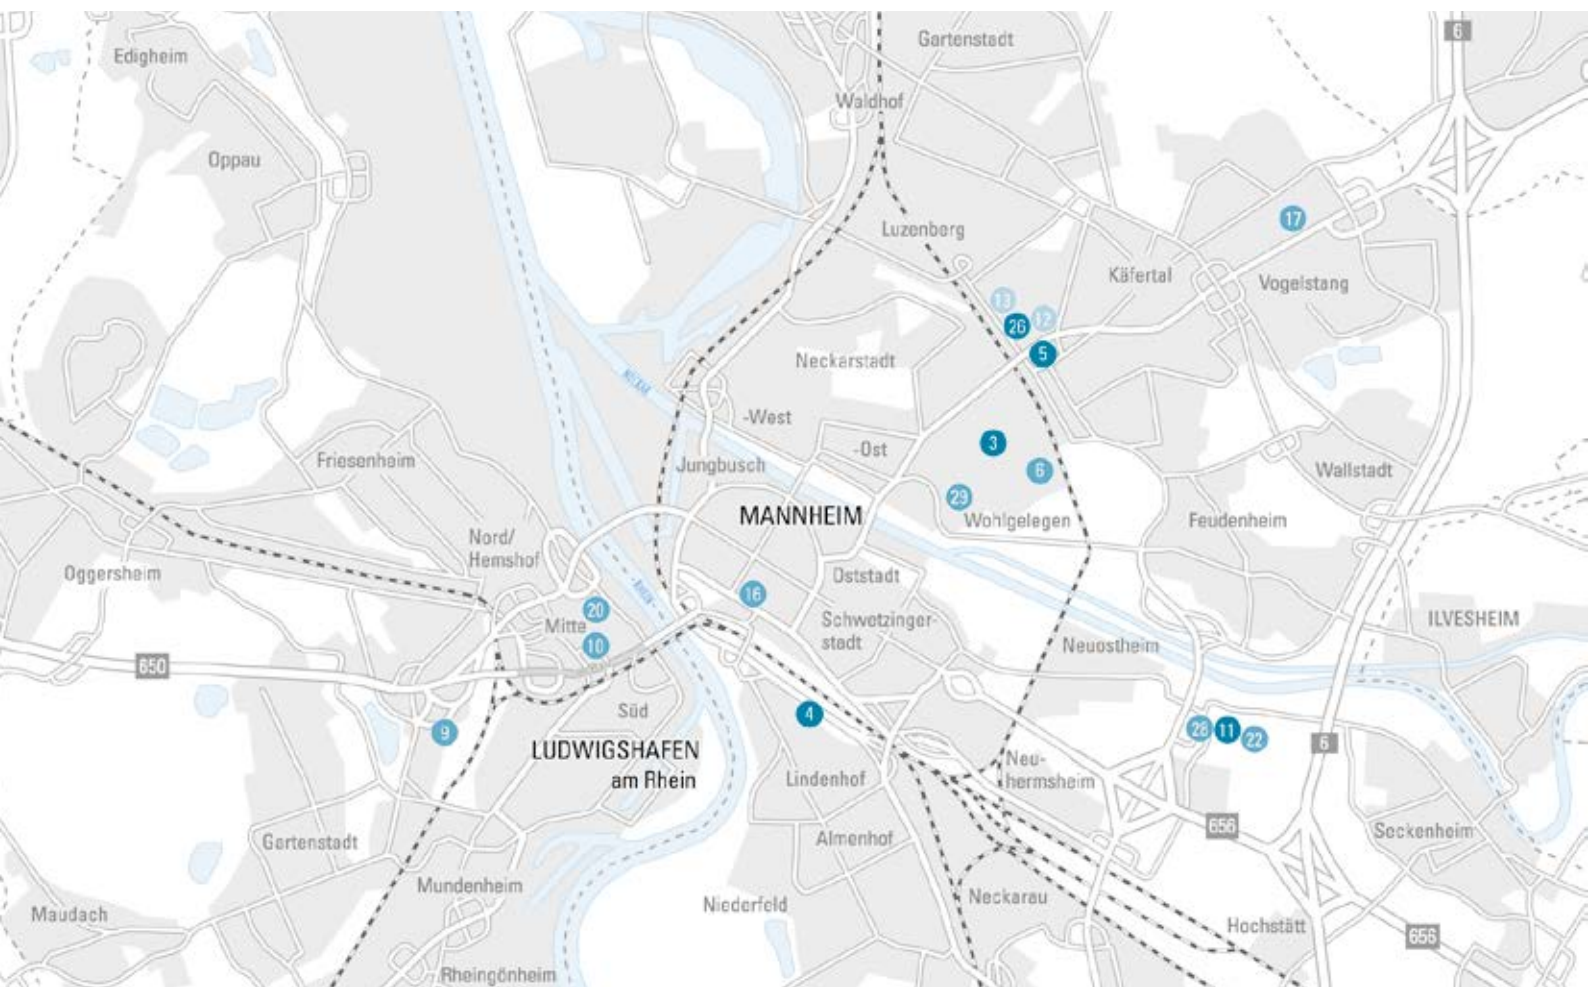 6
Gartenstadt
Edigheim
Waldhof
Oppau
17
Luzenberg
Käfertal
Vogelstang
13
12
26
5
Neckarstadt
NECKAR
-West
-Ost
3
Friesenheim
Jungbusch
6
Wallstadt
29
MANNHEIM
Wohlgelegen
Feudenheim
Nord/
Hemshof
Oggersheim
Oststadt
RHEIN
16
20
Schwetzinger-
stadt
ILVESHEIM
Mitte
10
Neuostheim
650
Süd
4
9
28
11
22
6
LUDWIGSHAFEN
am Rhein
Lindenhof
Neu-
hermsheim
656
Seckenheim
Gartenstadt
Almenhof
Mundenheim
Neckarau
Niederfeld
Maudach
Hochstätt
656
Rheingönheim